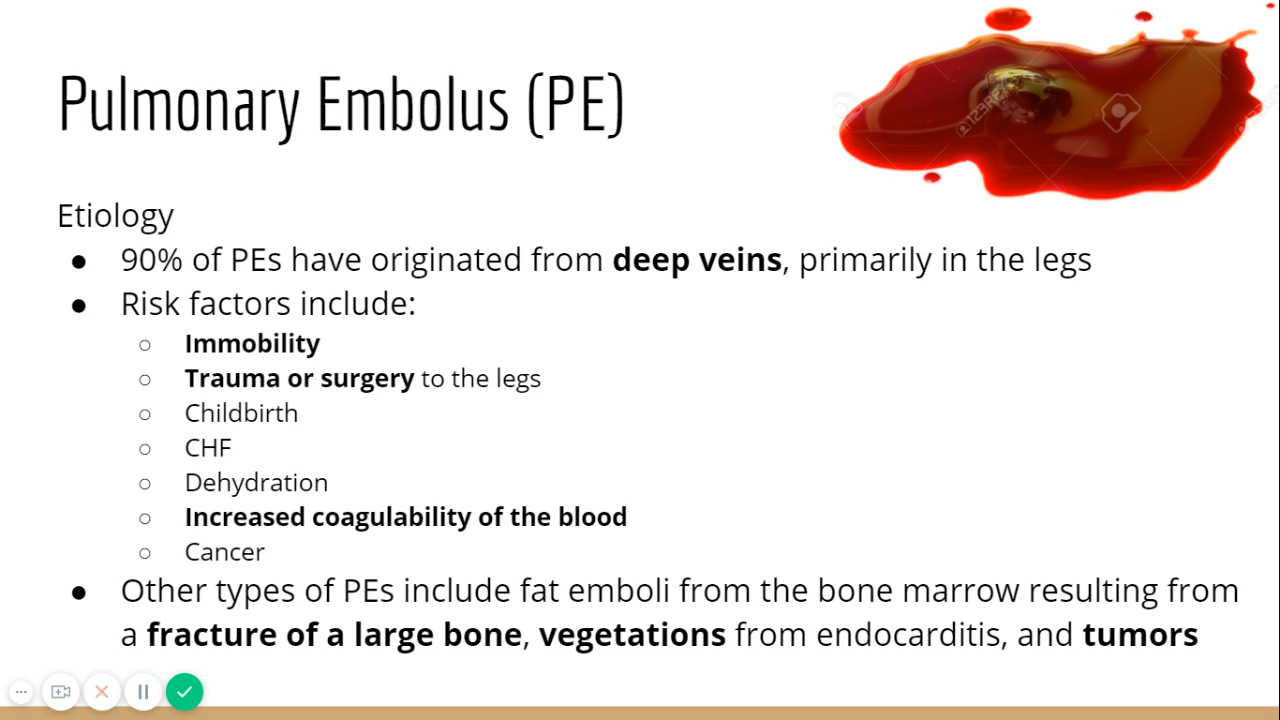 Pulmonary Embolus (PE)
123RF
Etiology
● 90% of PEs have originated from deep veins, primarily in the legs
● Risk factors include:
○ Immobility
○ Trauma or surgery to the legs
○ Childbirth
○ CHF
○ Dehydration
○ Increased coagulability of the blood
○ Cancer
● Other types of PEs include fat emboli from the bone marrow resulting from
a fracture of a large bone, vegetations from endocarditis, and tumors